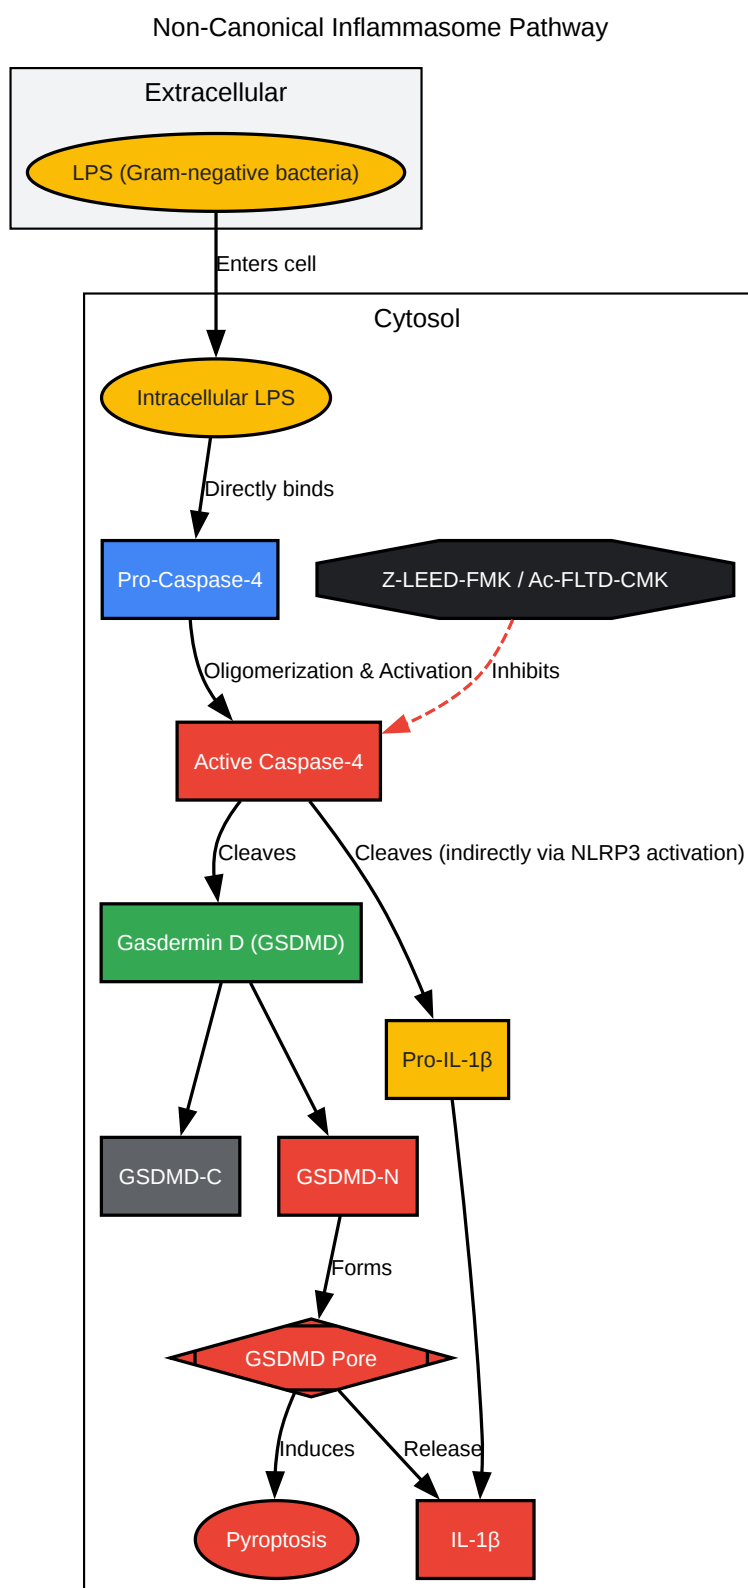 Non-Canonical Inflammasome Pathway
Extracellular
LPS (Gram-negative bacteria)
Enters cell
Cytosol
Intracellular LPS
Directly binds
Pro-Caspase-4
Z-LEED-FMK / Ac-FLTD-CMK
Oligomerization & Activation
Inhibits
Active Caspase-4
Cleaves
Cleaves (indirectly via NLRP3 activation)
Gasdermin D (GSDMD)
Pro-IL-1β
GSDMD-C
GSDMD-N
Forms
GSDMD Pore
Induces
Release
Pyroptosis
IL-1β